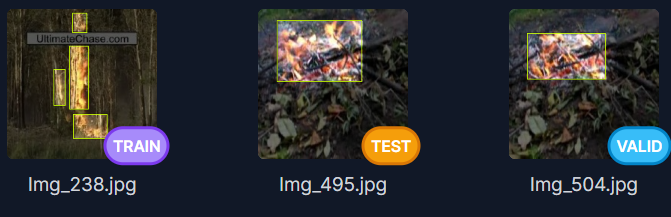 UltimateChase.com
TRAIN
TEST
VALID
Img_238.jpg
Img_495.jpg
Img_504.jpg